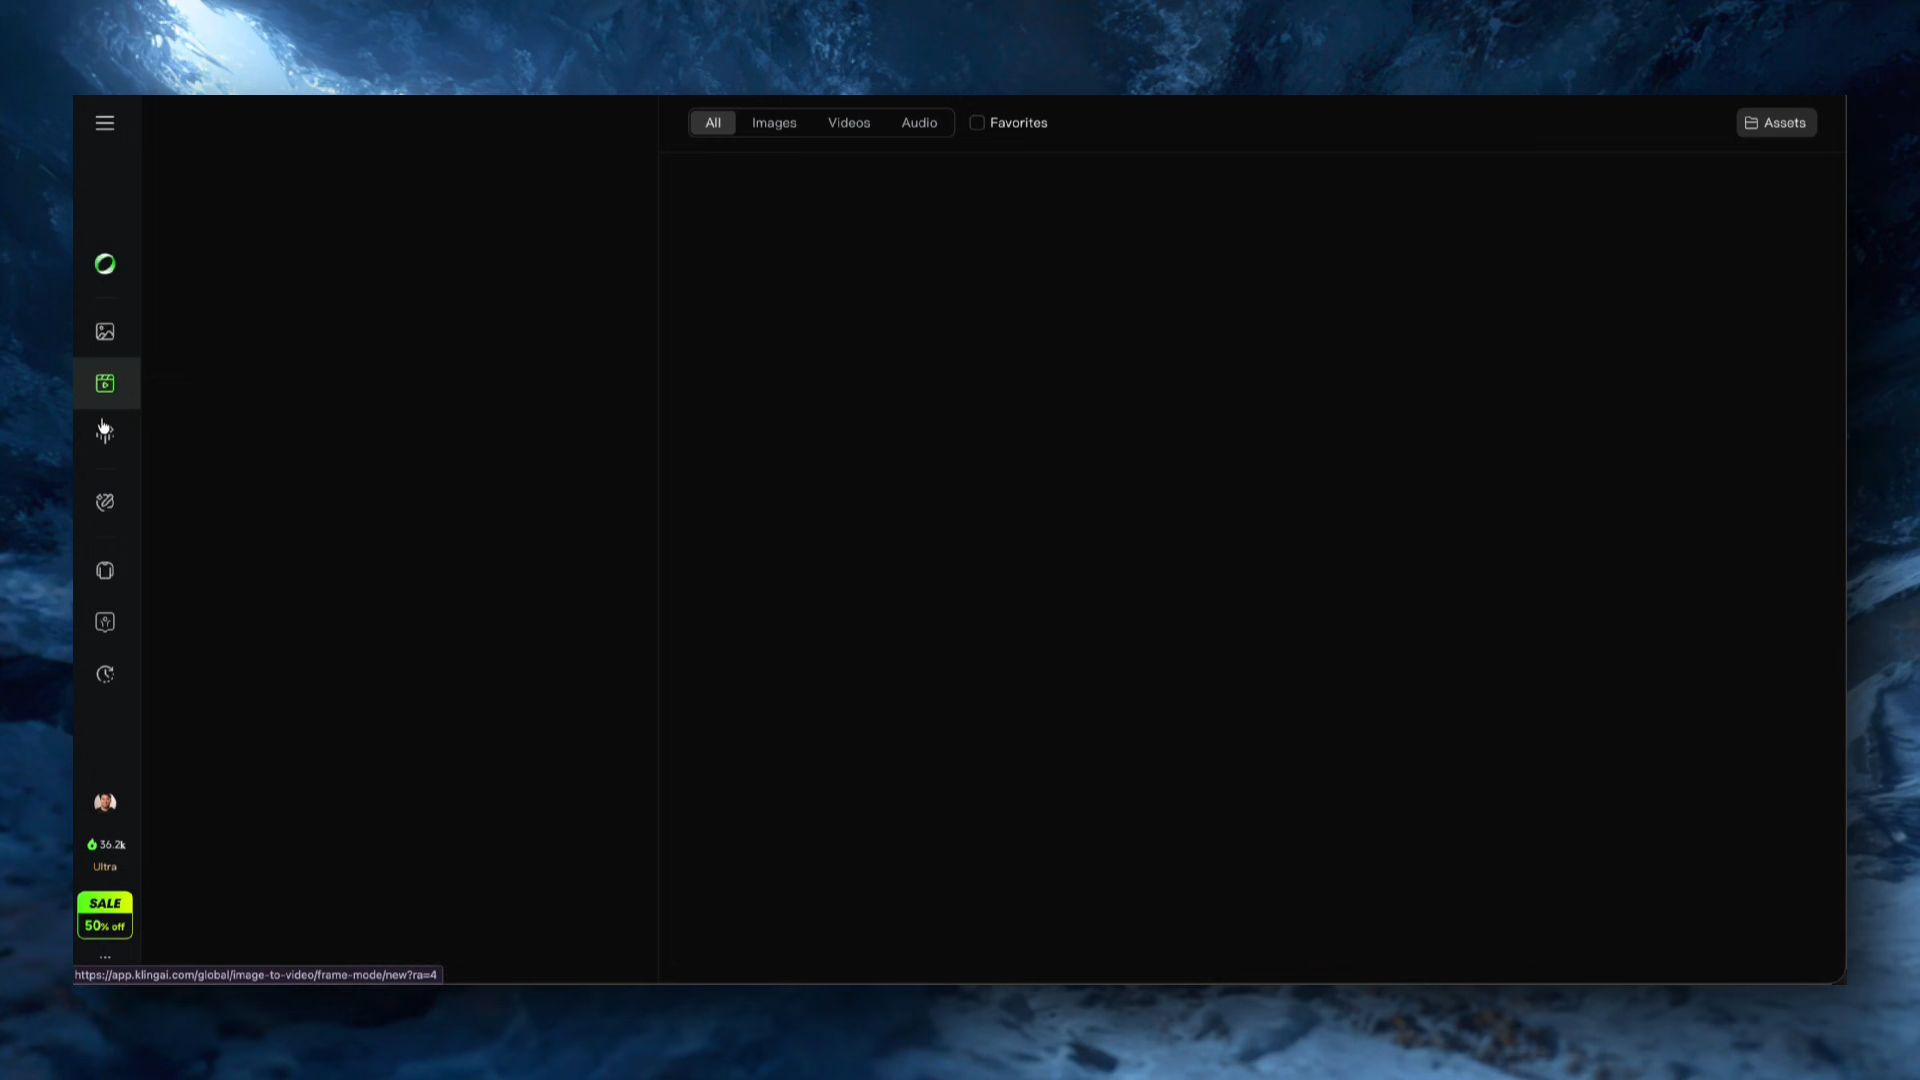 All Images Videos Audio Favorites Assets
36.2k
Ultra
SALE
50% off
...
https://app.klingai.com/global/image-to-video/frame-mode/new?ra=4